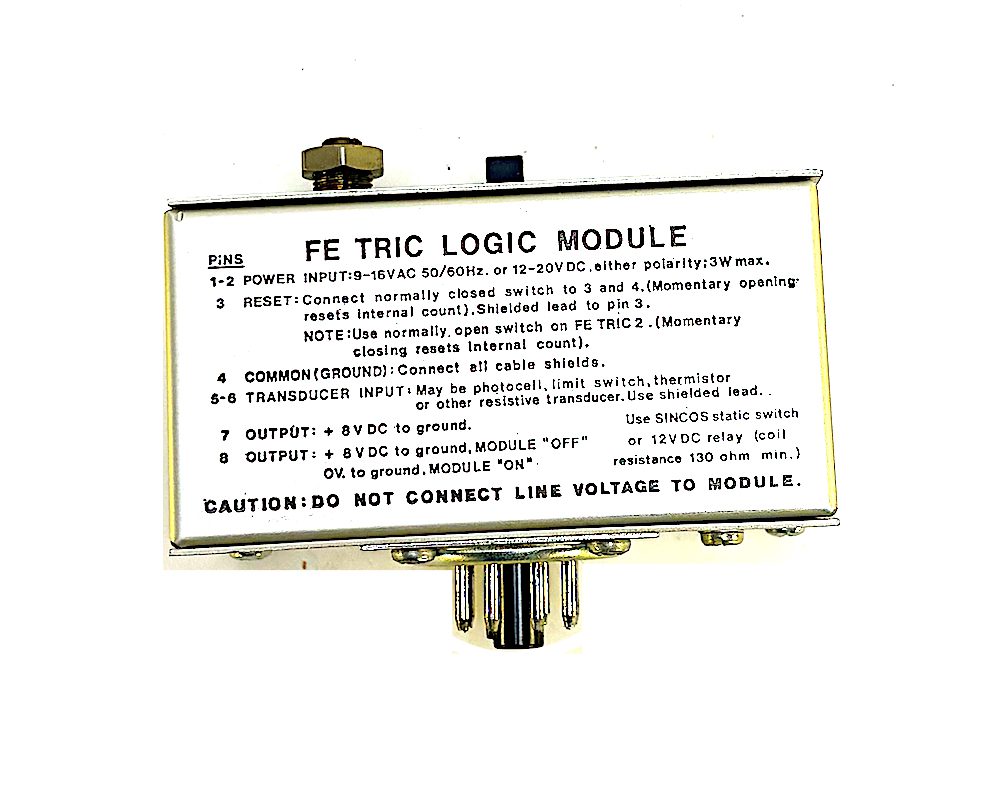 FE TRIC LOGIC MODULE
PINS
1-2 POWER INPUT:9-16VAC 50/60Hz. or 12-20VDC,either polarity;3W max.
3 RESET:Connect normally closed switch to 3 and 4.(Momentary opening-
resets internal count).Shielded lead to pin 3.
NOTE:Use normally open switch on FE TRIC 2.(Momentary
closing resets internal count).
4 COMMON(GROUND):Connect all cable shields.
5-6 TRANSDUCER INPUT:May be photocell,limit switch,thermistor
or other resistive transducer.Use shielded lead.
7 OUTPUT: + 8VDC to ground.
8 OUTPUT: + 8VDC to ground,MODULE "OFF"
0V. to ground,MODULE "ON".
Use SINCOS static switch
or 12VDC relay (coil
resistance 130 ohm min.)
CAUTION:DO NOT CONNECT LINE VOLTAGE TO MODULE.